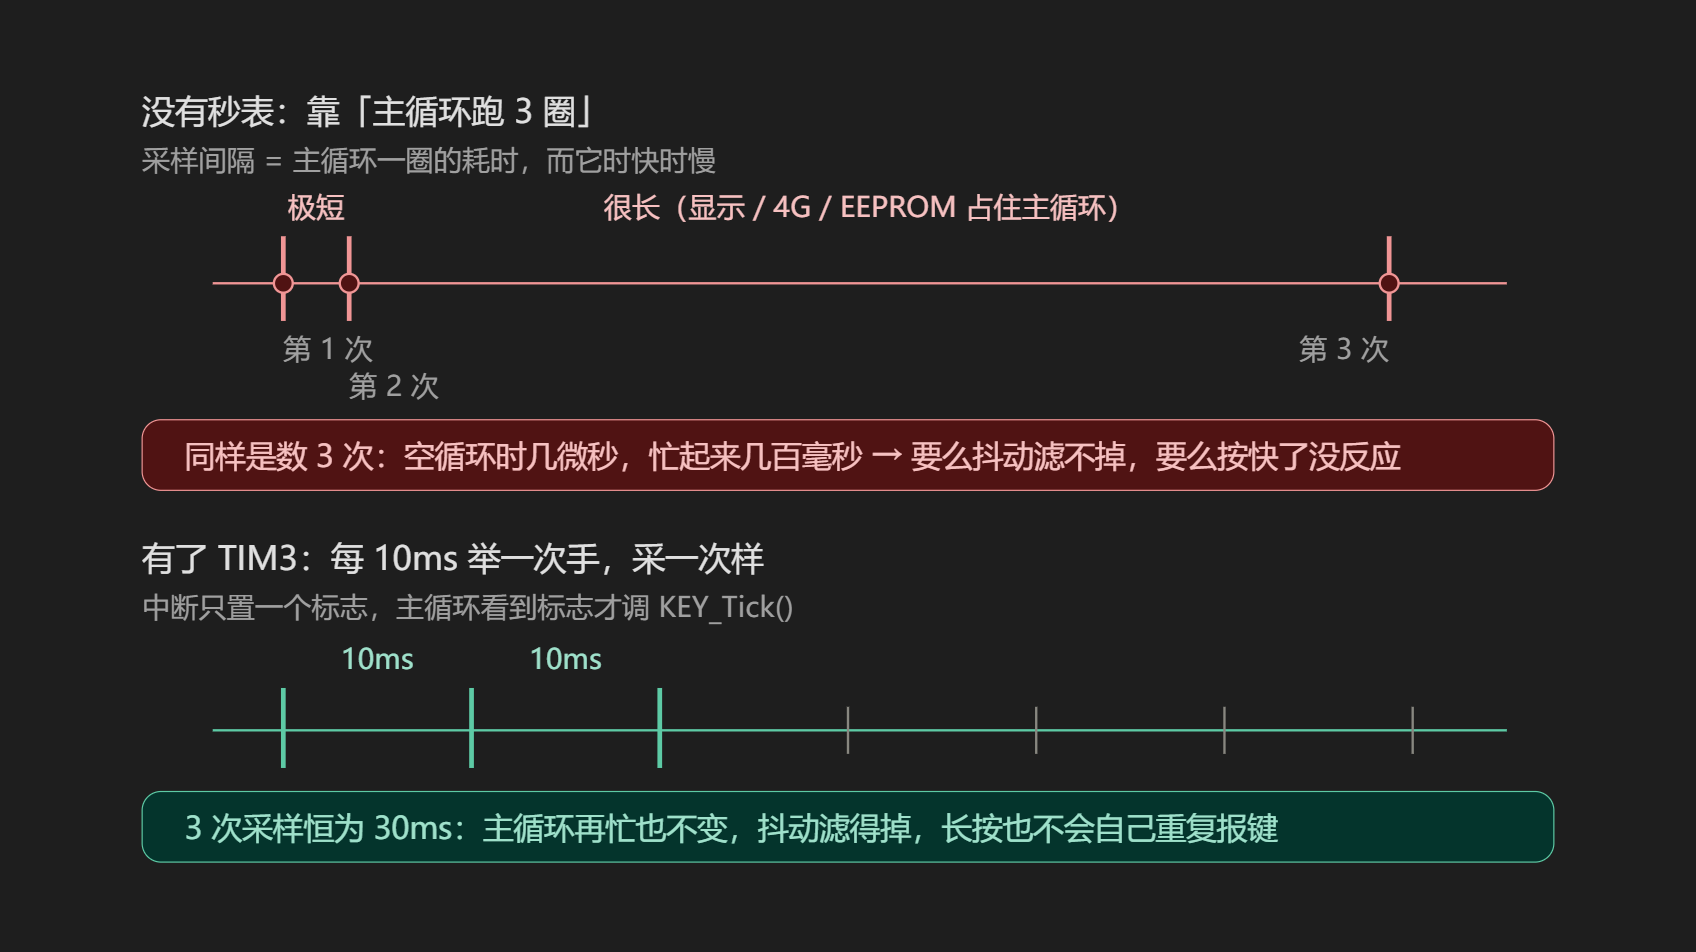 没有秒表：靠「主循环跑 3 圈」
采样间隔 = 主循环一圈的耗时，而它时快时慢
极短
很长（显示 / 4G / EEPROM 占住主循环）
第 1 次
第 2 次
第 3 次
同样是数 3 次：空循环时几微秒，忙起来几百毫秒 → 要么抖动滤不掉，要么按快了没反应
有了 TIM3：每 10ms 举一次手，采一次样
中断只置一个标志，主循环看到标志才调 KEY_Tick()
10ms
10ms
3 次采样恒为 30ms：主循环再忙也不变，抖动滤得掉，长按也不会自己重复报键